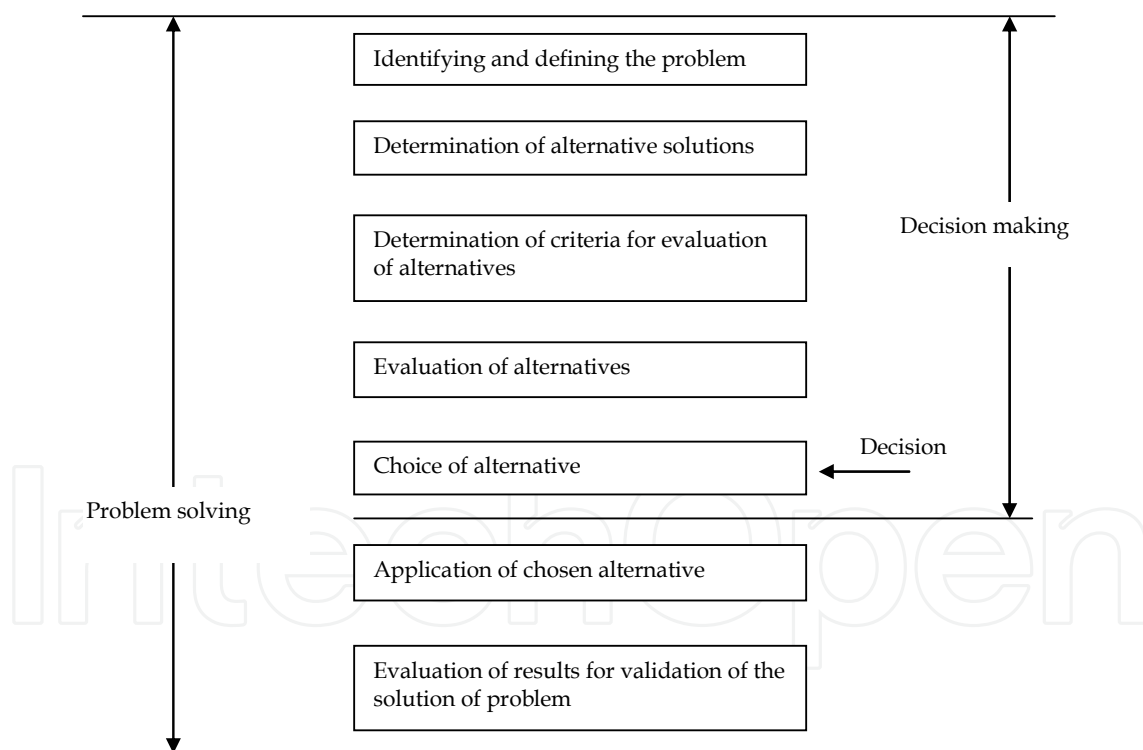 Identifying and defining the problem
Determination of alternative solutions
Determination of criteria for evaluation
of alternatives
Decision making
Evaluation of alternatives
Choice of alternative
Decision
Problem solving
Application of chosen alternative
Evaluation of results for validation of the
solution of problem
IntechOpen